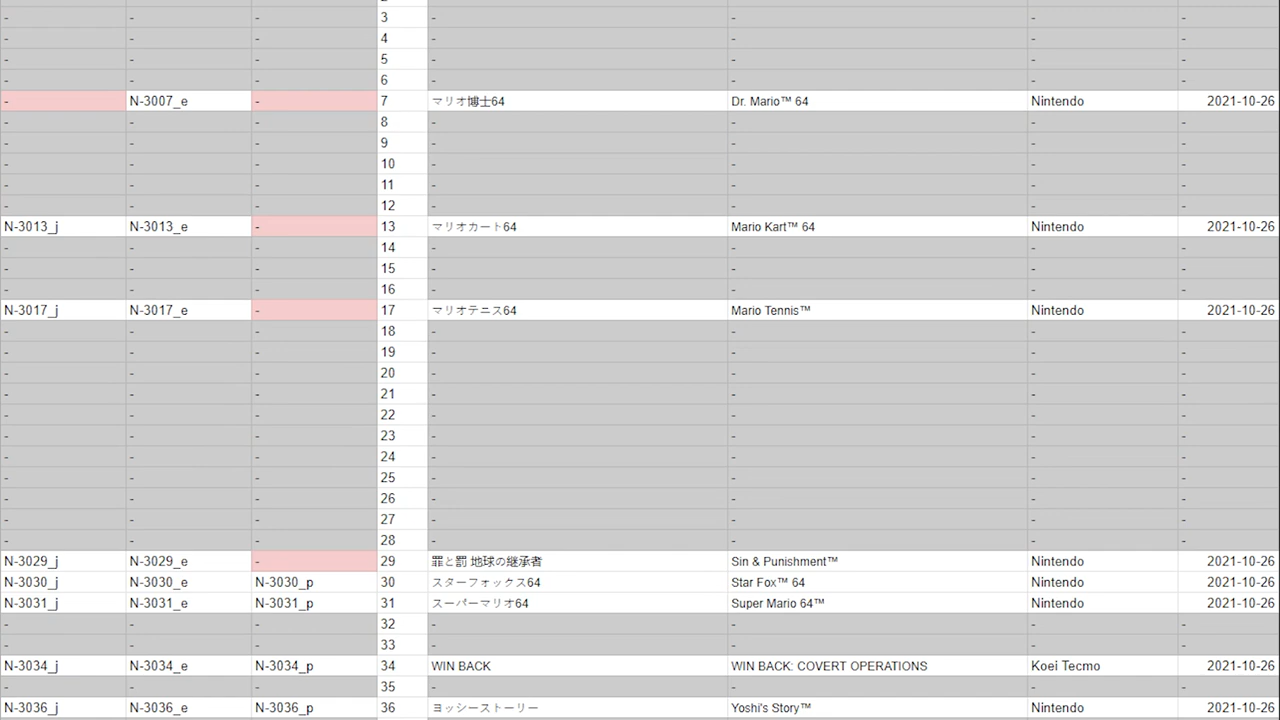 - - - 3 - - - -
- - - 4 - - - -
- - - 5 - - - -
- - - 6 - - - -
- N-3007_e - 7 マリオ博士64 Dr. Mario™ 64 Nintendo 2021-10-26
- - - 8 - - - -
- - - 9 - - - -
- - - 10 - - - -
- - - 11 - - - -
- - - 12 - - - -
N-3013_j N-3013_e - 13 マリオカート64 Mario Kart™ 64 Nintendo 2021-10-26
- - - 14 - - - -
- - - 15 - - - -
- - - 16 - - - -
N-3017_j N-3017_e - 17 マリオテニス64 Mario Tennis™ Nintendo 2021-10-26
- - - 18 - - - -
- - - 19 - - - -
- - - 20 - - - -
- - - 21 - - - -
- - - 22 - - - -
- - - 23 - - - -
- - - 24 - - - -
- - - 25 - - - -
- - - 26 - - - -
- - - 27 - - - -
- - - 28 - - - -
N-3029_j N-3029_e - 29 罪と罰 地球の継承者 Sin & Punishment™ Nintendo 2021-10-26
N-3030_j N-3030_e N-3030_p 30 スターフォックス64 Star Fox™ 64 Nintendo 2021-10-26
N-3031_j N-3031_e N-3031_p 31 スーパーマリオ64 Super Mario 64™ Nintendo 2021-10-26
- - - 32 - - - -
- - - 33 - - - -
N-3034_j N-3034_e N-3034_p 34 WIN BACK WIN BACK: COVERT OPERATIONS Koei Tecmo 2021-10-26
- - - 35 - - - -
N-3036_j N-3036_e N-3036_p 36 ヨッシーストーリー Yoshi's Story™ Nintendo 2021-10-26